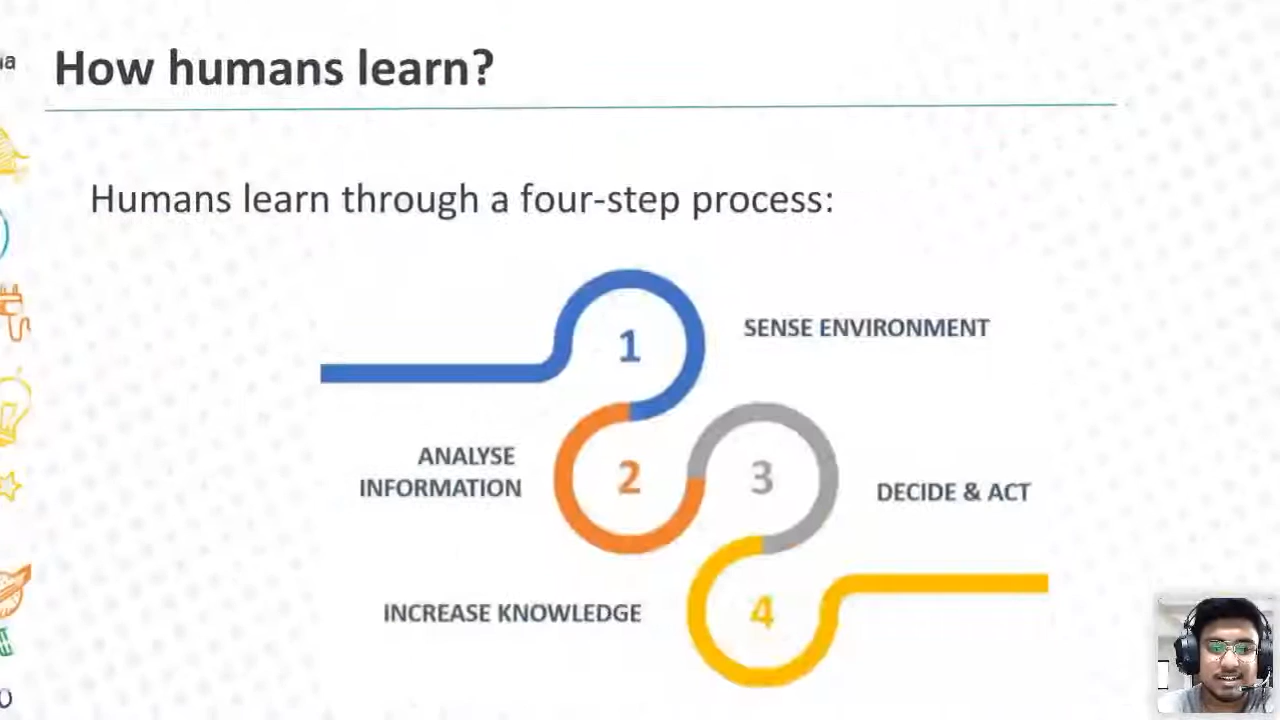 How humans learn?
Humans learn through a four-step process:
1
SENSE ENVIRONMENT
ANALYSE
INFORMATION
2
3
DECIDE & ACT
INCREASE KNOWLEDGE
4